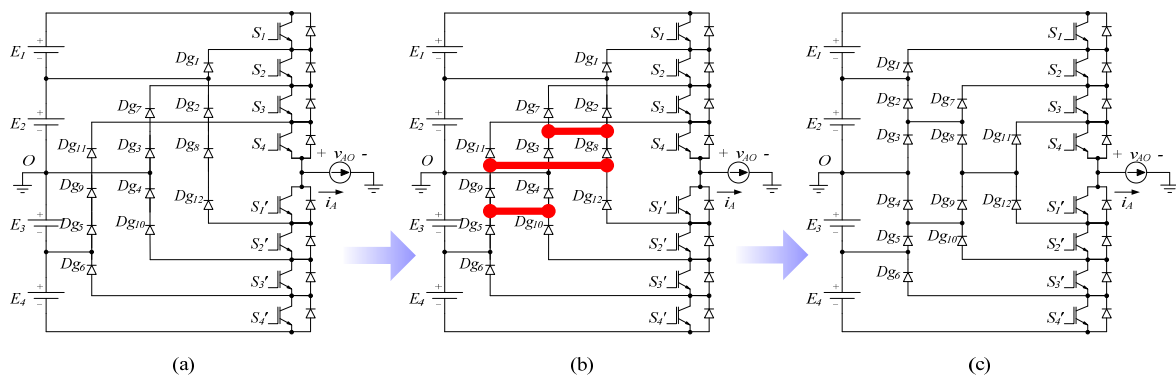 E1
E2
E3
E4
O
Dg1
Dg7
Dg2
Dg11
Dg3
Dg8
Dg9
Dg4
Dg12
Dg5
Dg10
Dg6
S1
S2
S3
S4
S1'
S2'
S3'
S4'
+ vAO -
iA
(a)
E1
E2
E3
E4
O
Dg1
Dg7
Dg2
Dg11
Dg3
Dg8
Dg9
Dg4
Dg12
Dg5
Dg10
Dg6
S1
S2
S3
S4
S1'
S2'
S3'
S4'
+ vAO -
iA
(b)
E1
E2
E3
E4
O
Dg1
Dg2
Dg7
Dg3
Dg8
Dg11
Dg4
Dg9
Dg12
Dg5
Dg10
Dg6
S1
S2
S3
S4
S1'
S2'
S3'
S4'
+ vAO -
iA
(c)